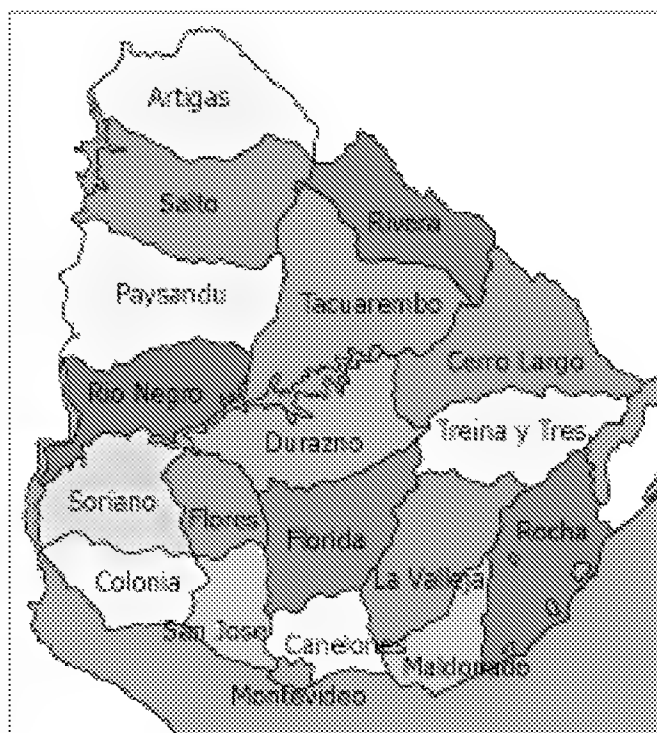 Artigas
Salto
Rivera
Paysandu
Tacuarembo
Cerro Largo
Rio Negro
Durazno
Treina y Tres
Soriano
Flores
Florida
Rocha
Colonia
La Valleja
San Jose
Canelones
Maldonado
Montevideo